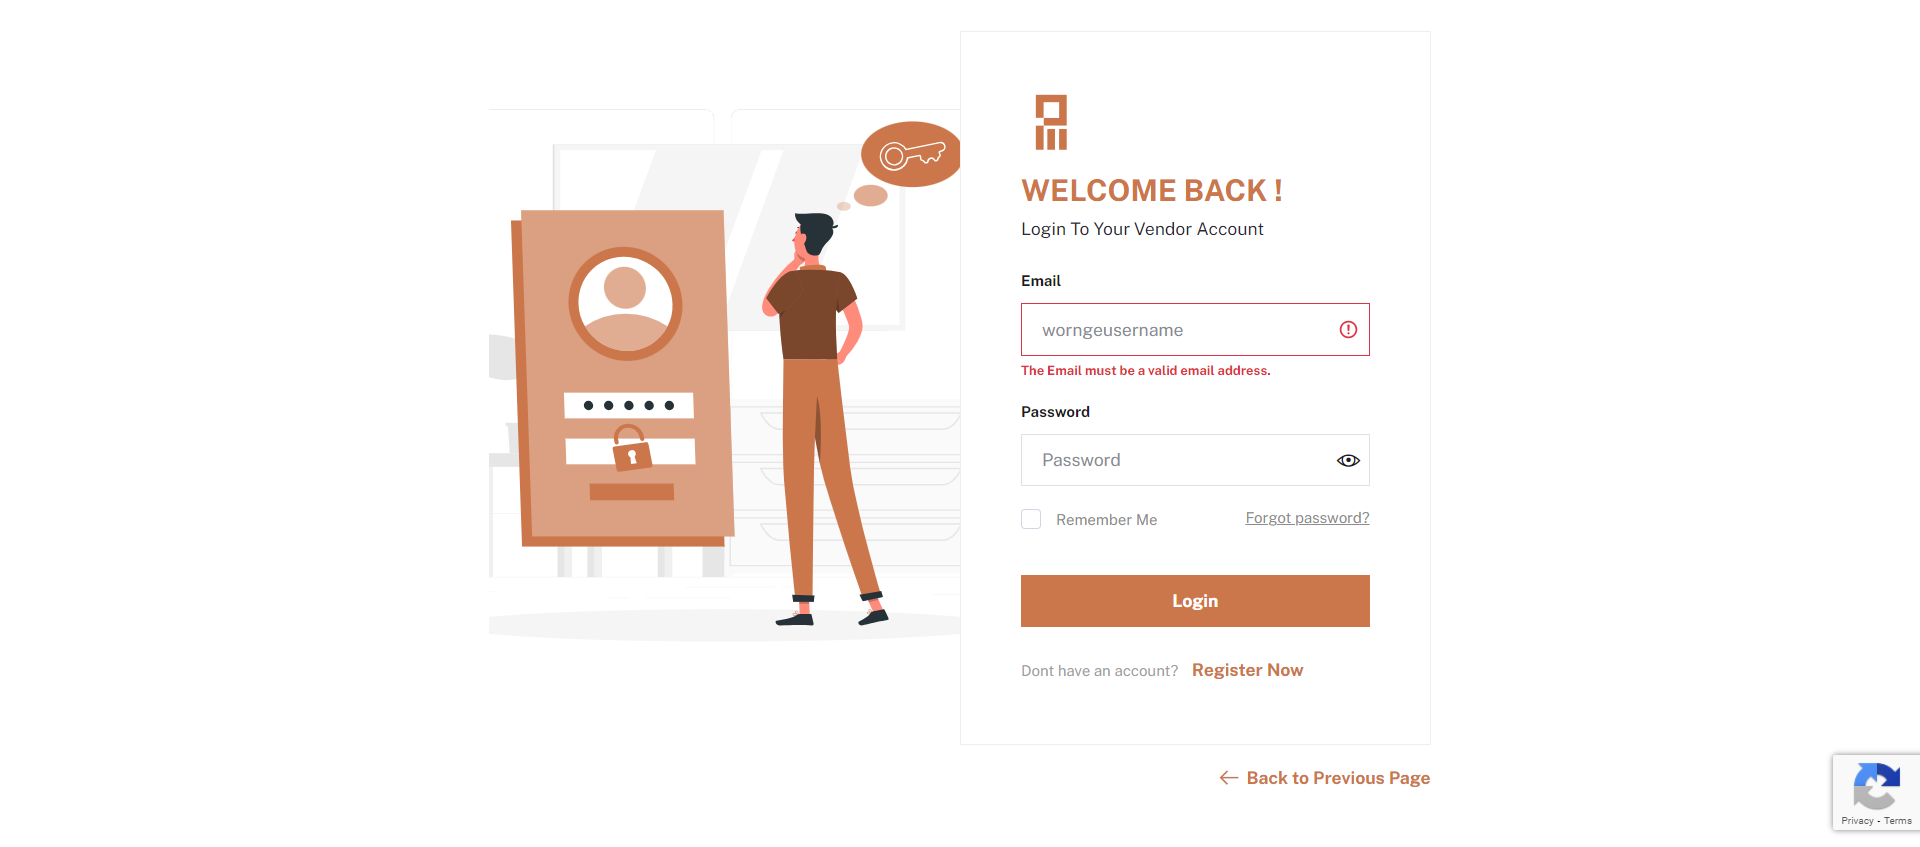 WELCOME BACK !
Login To Your Vendor Account
Email
worngeusername
The Email must be a valid email address.
Password
Password
Remember Me
Forgot password?
Login
Dont have an account? Register Now
Back to Previous Page
Privacy - Terms